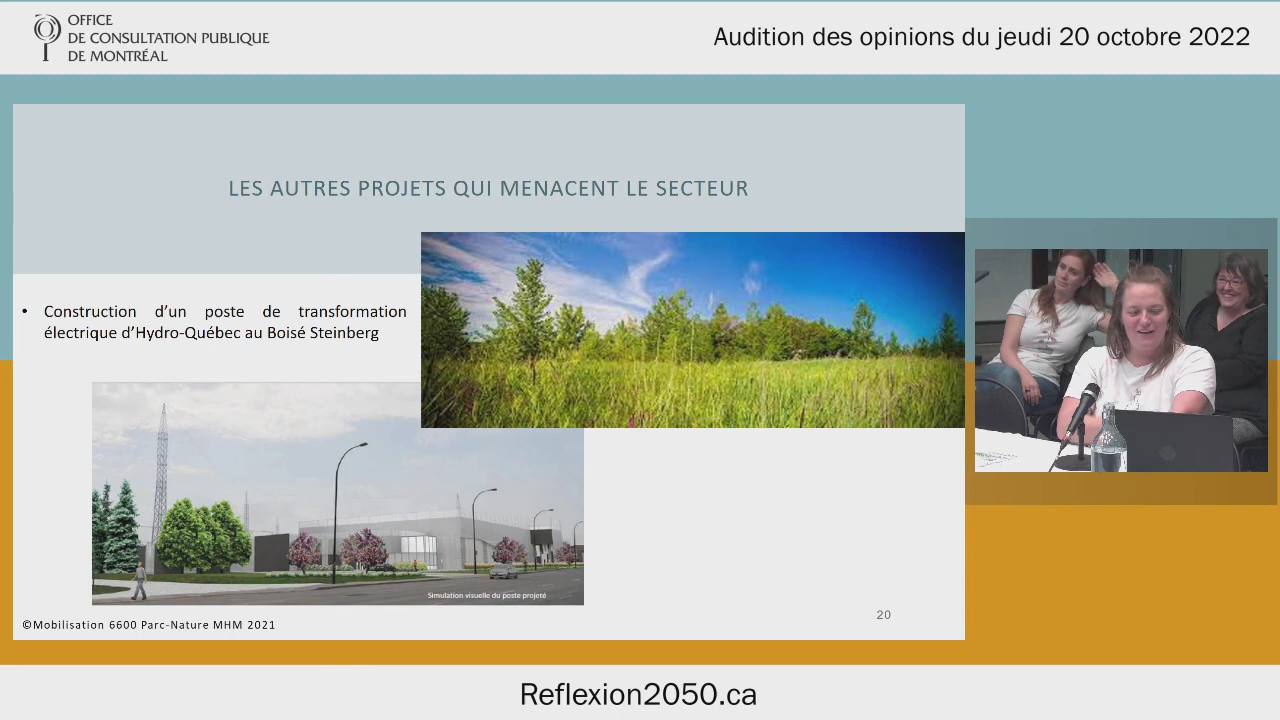 OFFICE
DE CONSULTATION PUBLIQUE
DE MONTRÉAL
Audition des opinions du jeudi 20 octobre 2022
LES AUTRES PROJETS QUI MENACENT LE SECTEUR
• Construction d'un poste de transformation
électrique d'Hydro-Québec au Boisé Steinberg
Simulation visuelle du poste projeté
20
©Mobilisation 6600 Parc-Nature MHM 2021
Reflexion2050.ca